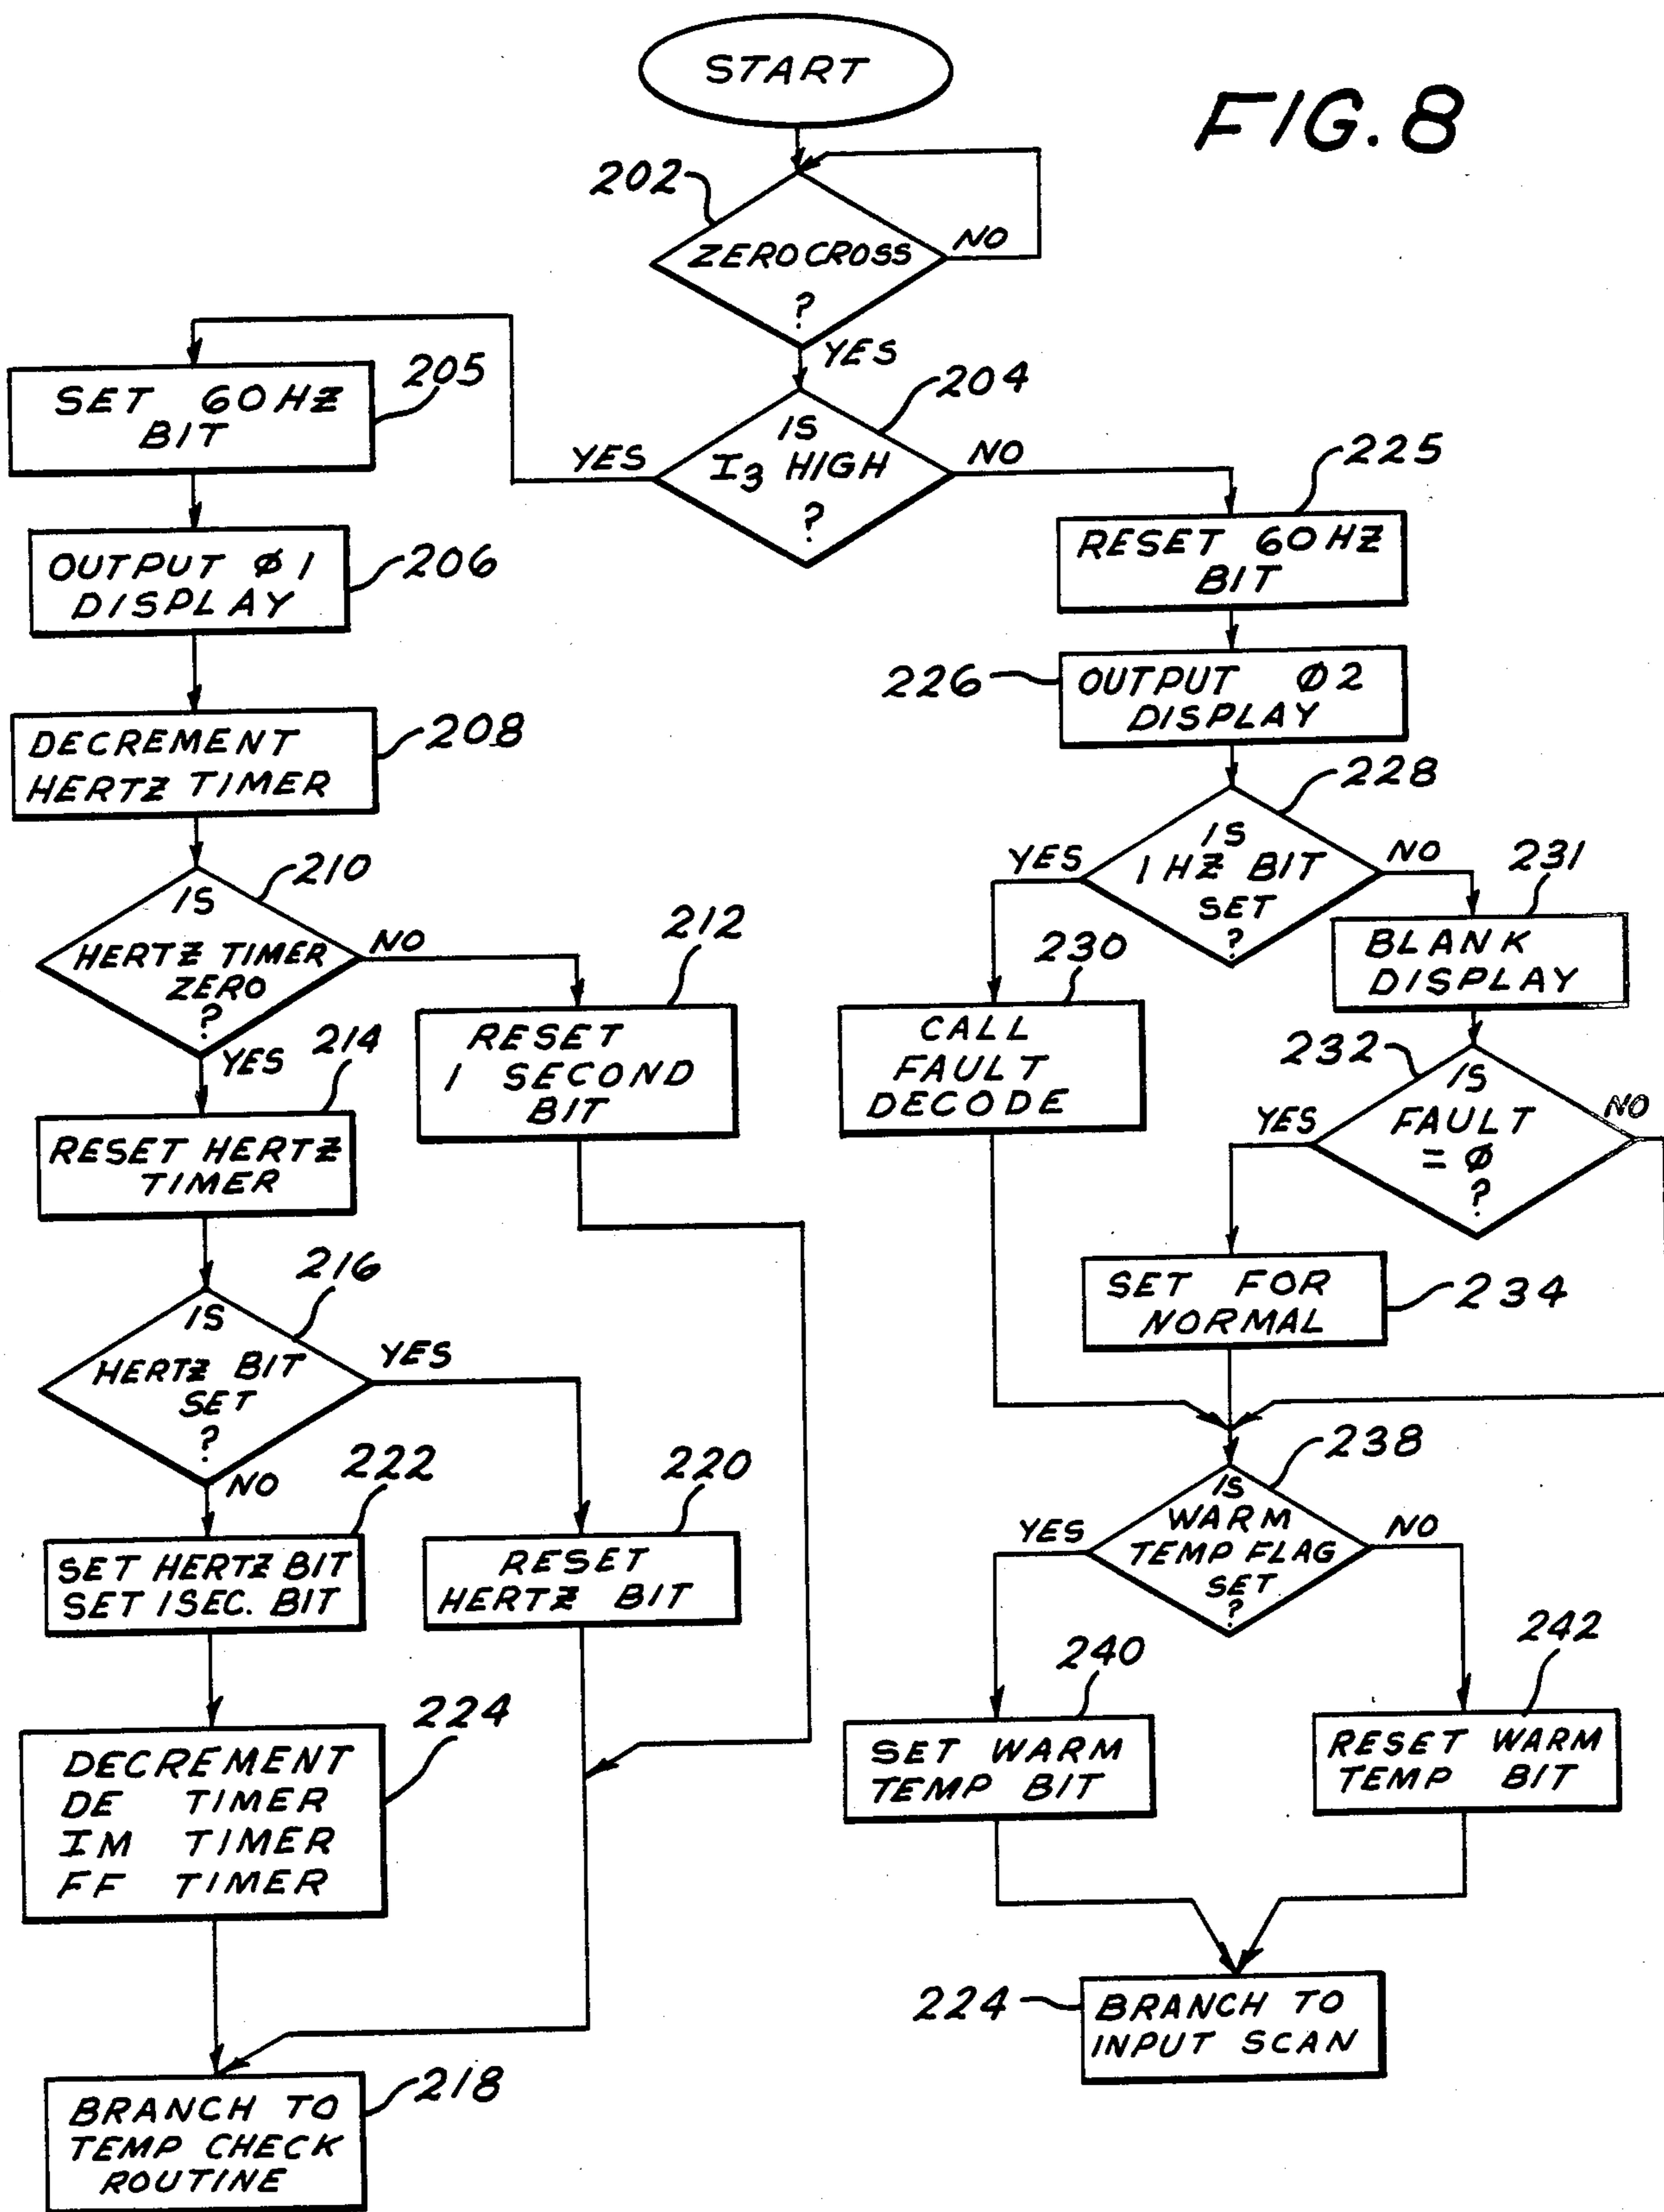 START
FIG. 8
202
ZERO CROSS
?
NO
YES
204
IS
I3 HIGH
?
YES
NO
205
SET 60HZ
BIT
206
OUTPUT Ø 1
DISPLAY
208
DECREMENT
HERTZ TIMER
210
IS
HERTZ TIMER
ZERO
?
NO
YES
212
RESET
1 SECOND
BIT
214
RESET HERTZ
TIMER
216
IS
HERTZ BIT
SET
?
YES
NO
222
SET HERTZ BIT
SET 1SEC. BIT
220
RESET
HERTZ BIT
224
DECREMENT
DE TIMER
IM TIMER
FF TIMER
218
BRANCH TO
TEMP CHECK
ROUTINE
225
RESET 60HZ
BIT
226
OUTPUT Ø2
DISPLAY
228
IS
1 HZ BIT
SET
?
YES
NO
230
CALL
FAULT
DECODE
231
BLANK
DISPLAY
232
IS
FAULT
= Ø
?
YES
NO
SET FOR
NORMAL
234
238
IS
WARM
TEMP FLAG
SET
?
YES
NO
240
SET WARM
TEMP BIT
242
RESET WARM
TEMP BIT
224
BRANCH TO
INPUT SCAN